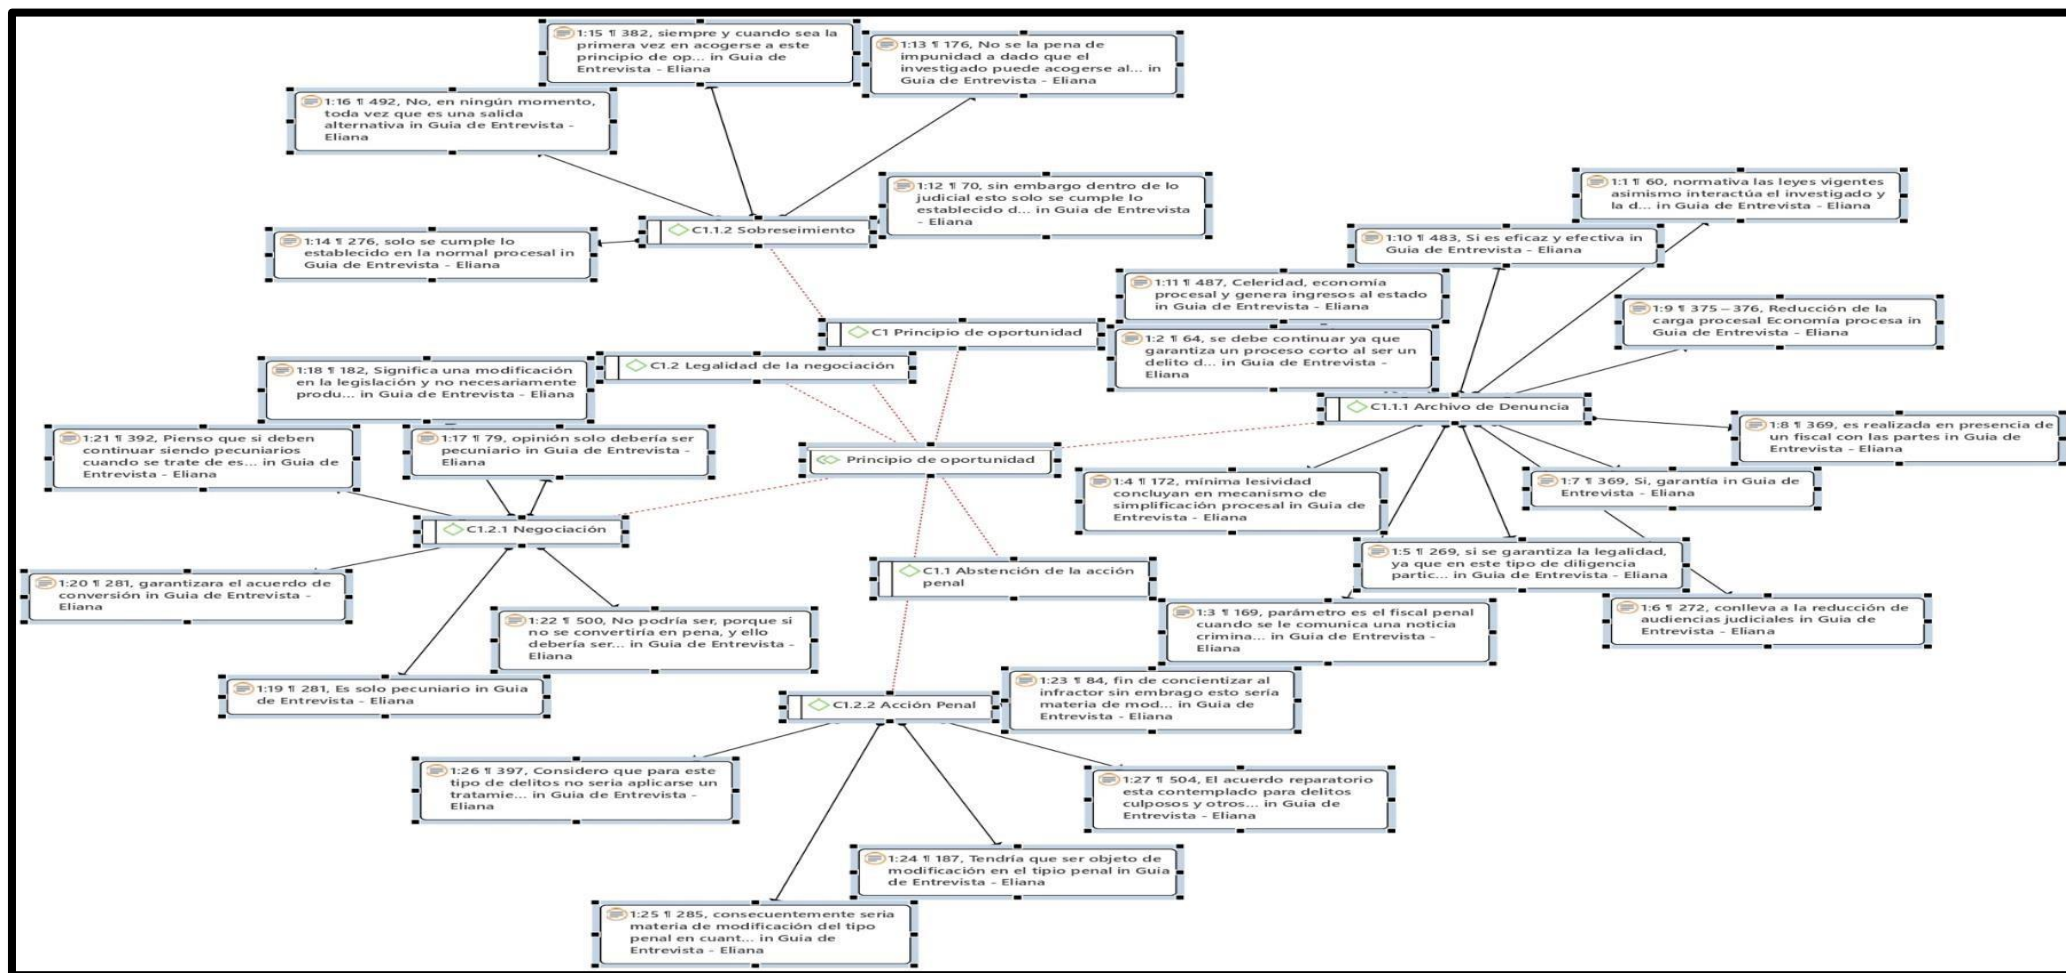 1:15 ¶ 382, siempre y cuando sea la
primera vez en acogerse a este
principio de op... in Guia de
Entrevista - Eliana
1:13 ¶ 176, No se la pena de
impunidad a dado que el
investigado puede acogerse al... in
Guia de Entrevista - Eliana
1:16 ¶ 492, No, en ningún momento,
toda vez que es una salida
alternativa in Guia de Entrevista -
Eliana
1:12 ¶ 70, sin embargo dentro de lo
judicial esto solo se cumple lo
establecido d... in Guia de Entrevista
- Eliana
C1.1.2 Sobreseimiento
1:14 ¶ 276, solo se cumple lo
establecido en la normal procesal in
Guia de Entrevista - Eliana
1:1 ¶ 60, normativa las leyes vigentes
asimismo interactúa el investigado y
la d... in Guia de Entrevista - Eliana
1:10 ¶ 483, Si es eficaz y efectiva in
Guia de Entrevista - Eliana
1:11 ¶ 487, Celeridad, economía
procesal y genera ingresos al estado
in Guia de Entrevista - Eliana
1:9 ¶ 375 – 376, Reducción de la
carga procesal Economía procesa in
Guia de Entrevista - Eliana
C1 Principio de oportunidad
1:2 ¶ 64, se debe continuar ya que
garantiza un proceso corto al ser un
delito d... in Guia de Entrevista -
Eliana
C1.2 Legalidad de la negociación
1:18 ¶ 182, Significa una modificación
en la legislación y no necesariamente
produ... in Guia de Entrevista - Eliana
C1.1.1 Archivo de Denuncia
1:21 ¶ 392, Pienso que si deben
continuar siendo pecuniarios
cuando se trate de es... in Guia de
Entrevista - Eliana
1:17 ¶ 79, opinión solo debería ser
pecuniario in Guia de Entrevista -
Eliana
Principio de oportunidad
1:8 ¶ 369, es realizada en presencia de
un fiscal con las partes in Guia de
Entrevista - Eliana
1:4 ¶ 172, mínima lesividad
concluyan en mecanismo de
simplificación procesal in Guia de
Entrevista - Eliana
1:7 ¶ 369, Si, garantía in Guia de
Entrevista - Eliana
C1.2.1 Negociación
1:5 ¶ 269, si se garantiza la legalidad,
ya que en este tipo de diligencia
partic... in Guia de Entrevista - Eliana
C1.1 Abstención de la acción
penal
1:20 ¶ 281, garantizara el acuerdo de
conversión in Guia de Entrevista -
Eliana
1:3 ¶ 169, parámetro es el fiscal penal
cuando se le comunica una noticia
crimina... in Guia de Entrevista -
Eliana
1:6 ¶ 272, conlleva a la reducción de
audiencias judiciales in Guia de
Entrevista - Eliana
1:22 ¶ 500, No podría ser, porque si
no se convertiría en pena, y ello
debería ser... in Guia de Entrevista -
Eliana
1:19 ¶ 281, Es solo pecuniario in Guia
de Entrevista - Eliana
1:23 ¶ 84, fin de concientizar al
infractor sin embrago esto sería
materia de mod... in Guia de
Entrevista - Eliana
C1.2.2 Acción Penal
1:26 ¶ 397, Considero que para este
tipo de delitos no seria aplicarse un
tratamie... in Guia de Entrevista -
Eliana
1:27 ¶ 504, El acuerdo reparatorio
esta contemplado para delitos
culposos y otros... in Guia de
Entrevista - Eliana
1:24 ¶ 187, Tendría que ser objeto de
modificación en el tipio penal in Guia
de Entrevista - Eliana
1:25 ¶ 285, consecuentemente seria
materia de modificación del tipo
penal en cuant... in Guia de
Entrevista - Eliana